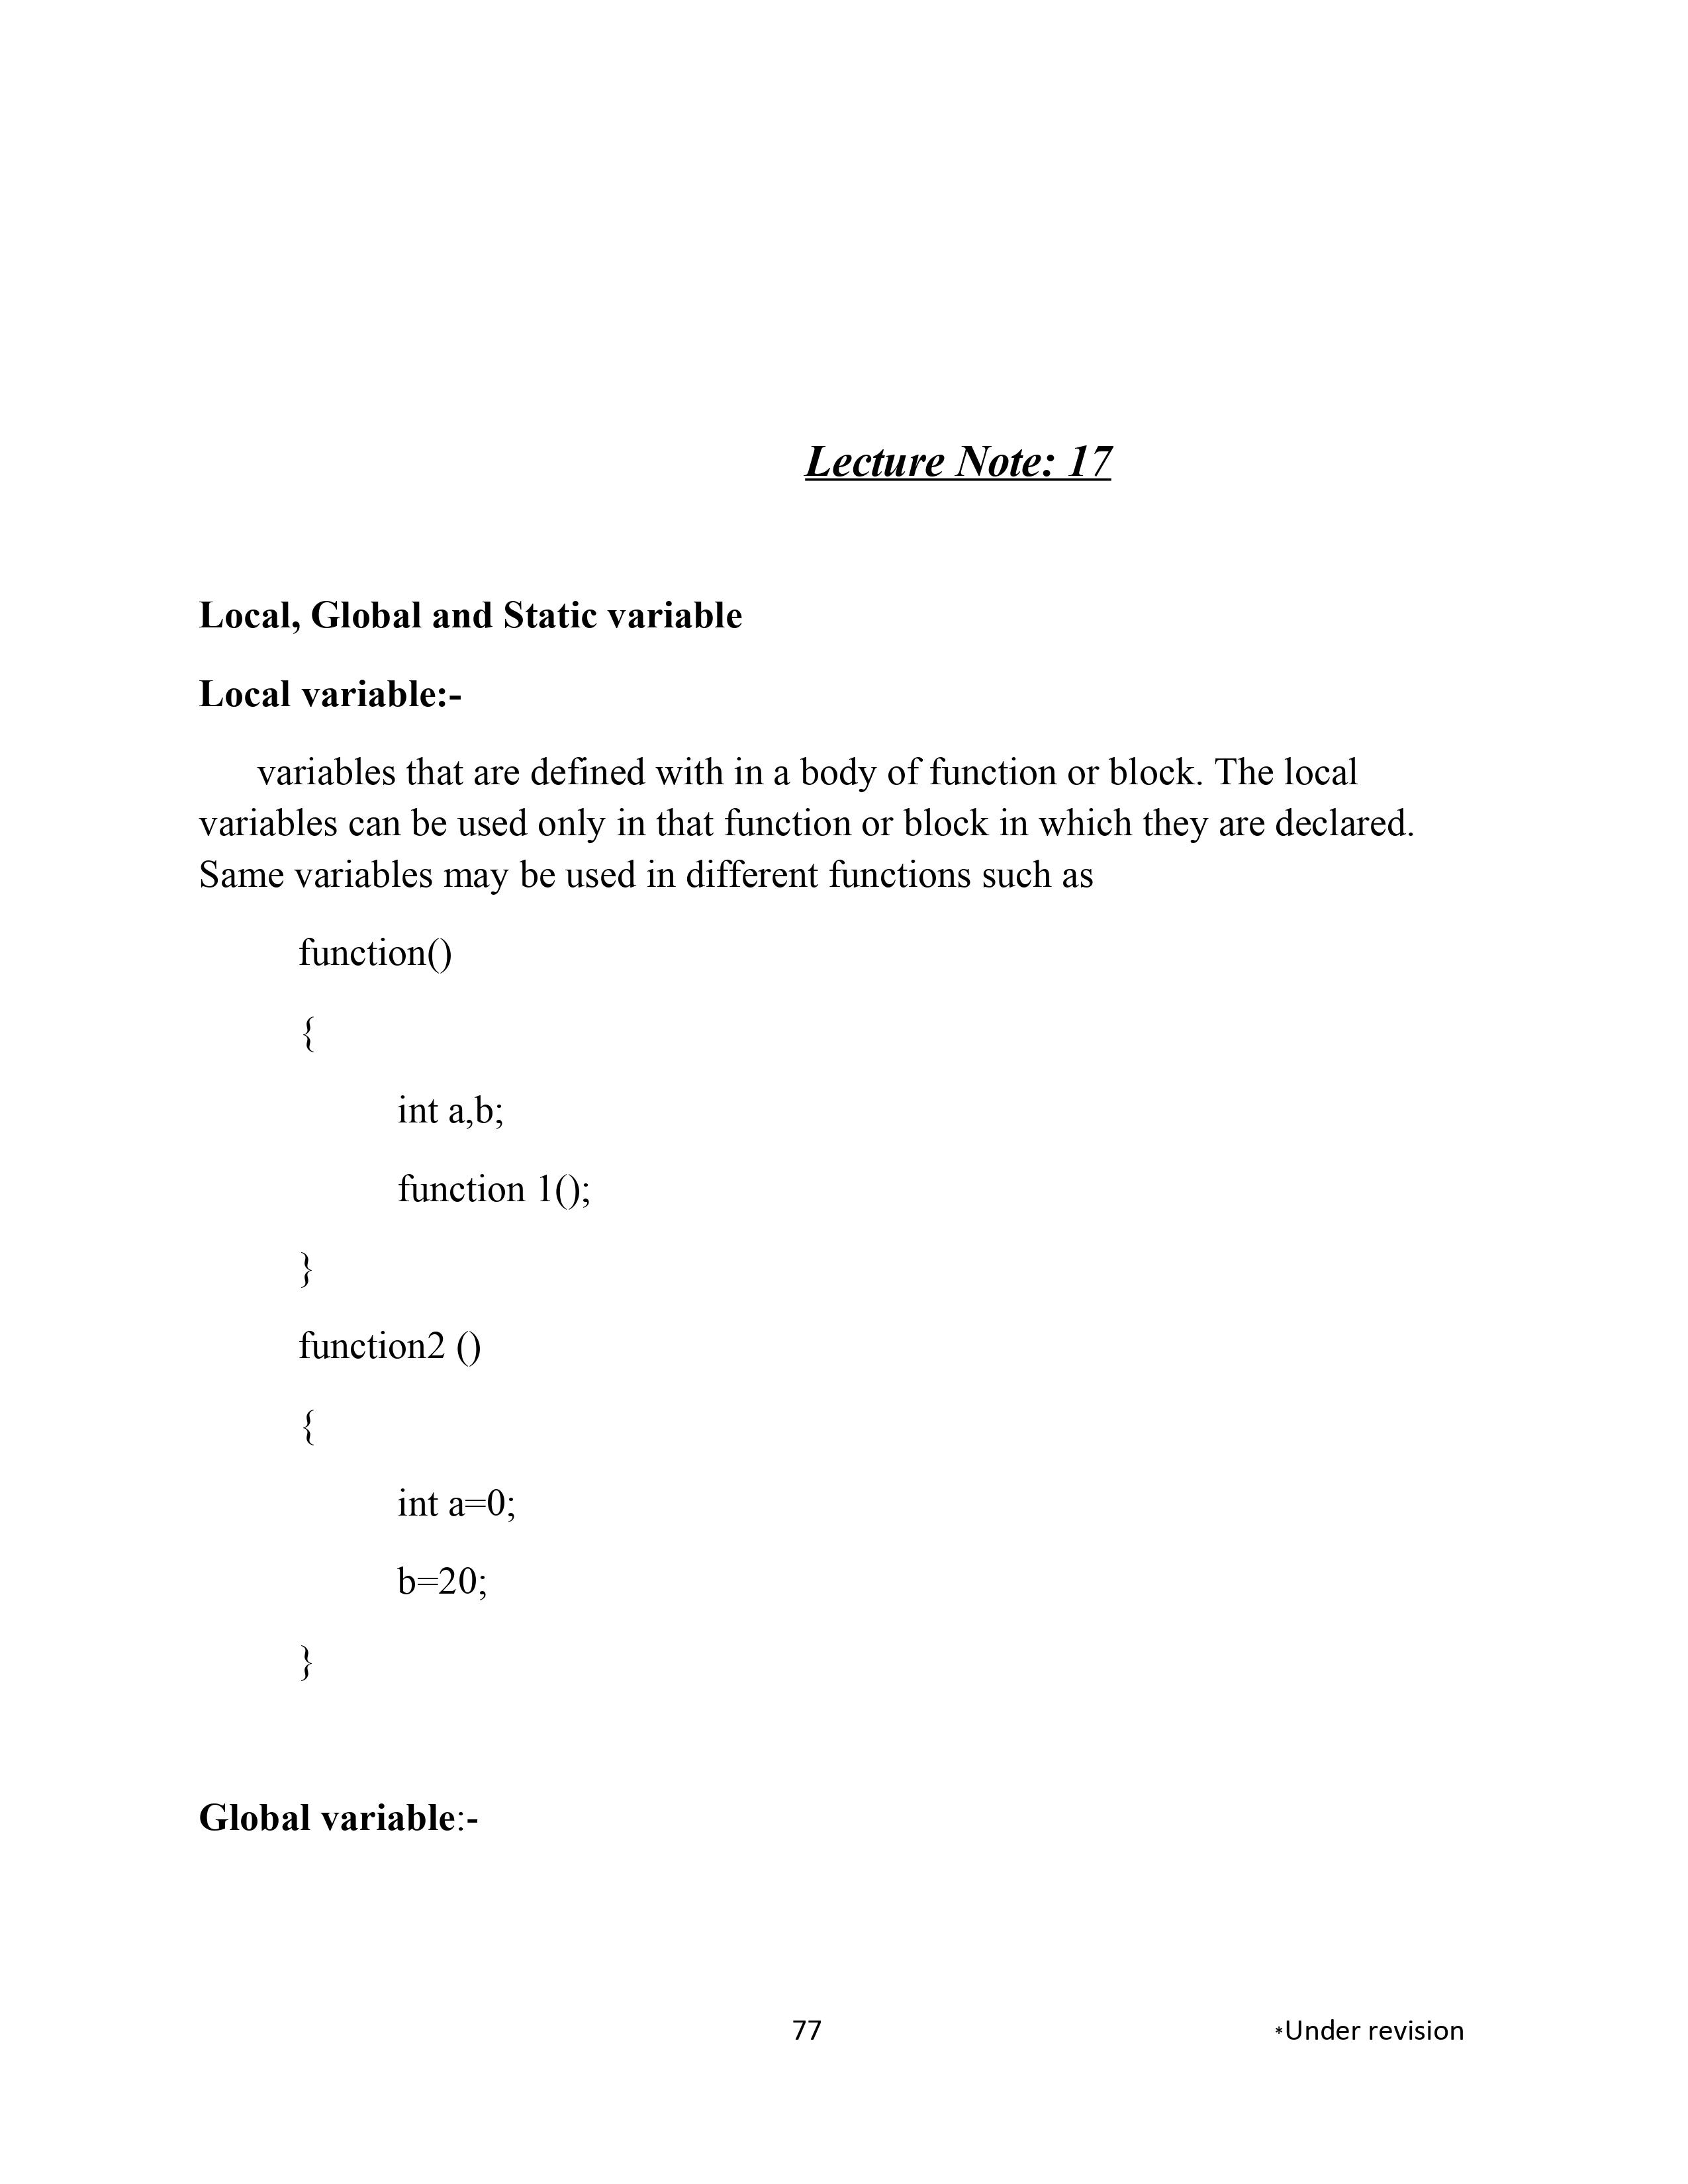 Lecture Note: 17
Local, Global and Static variable
Local variable:-
variables that are defined with in a body of function or block. The local
variables can be used only in that function or block in which they are declared.
Same variables may be used in different functions such as
function()
{
int a,b;
function 1();
}
function2 ()
{
int a=0;
b=20;
}
Global variable:-
77 *Under revision